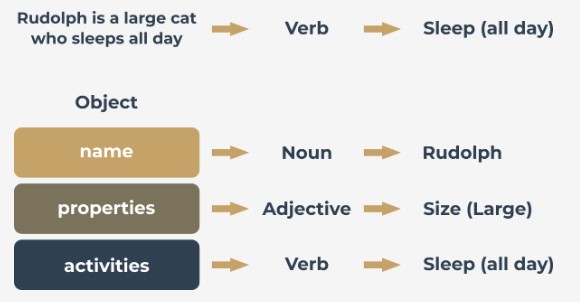 Rudolph is a large cat
who sleeps all day
Verb
Sleep (all day)
Object
name
Noun
Rudolph
properties
Adjective
Size (Large)
activities
Verb
Sleep (all day)